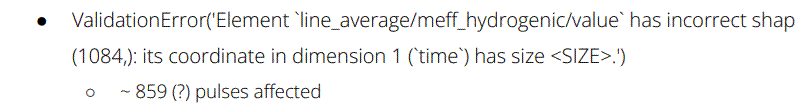 ● ValidationError('Element `line_average/meff_hydrogenic/value` has incorrect shap
(1084,): its coordinate in dimension 1 (`time`) has size <SIZE>.')
○ ~ 859 (?) pulses affected